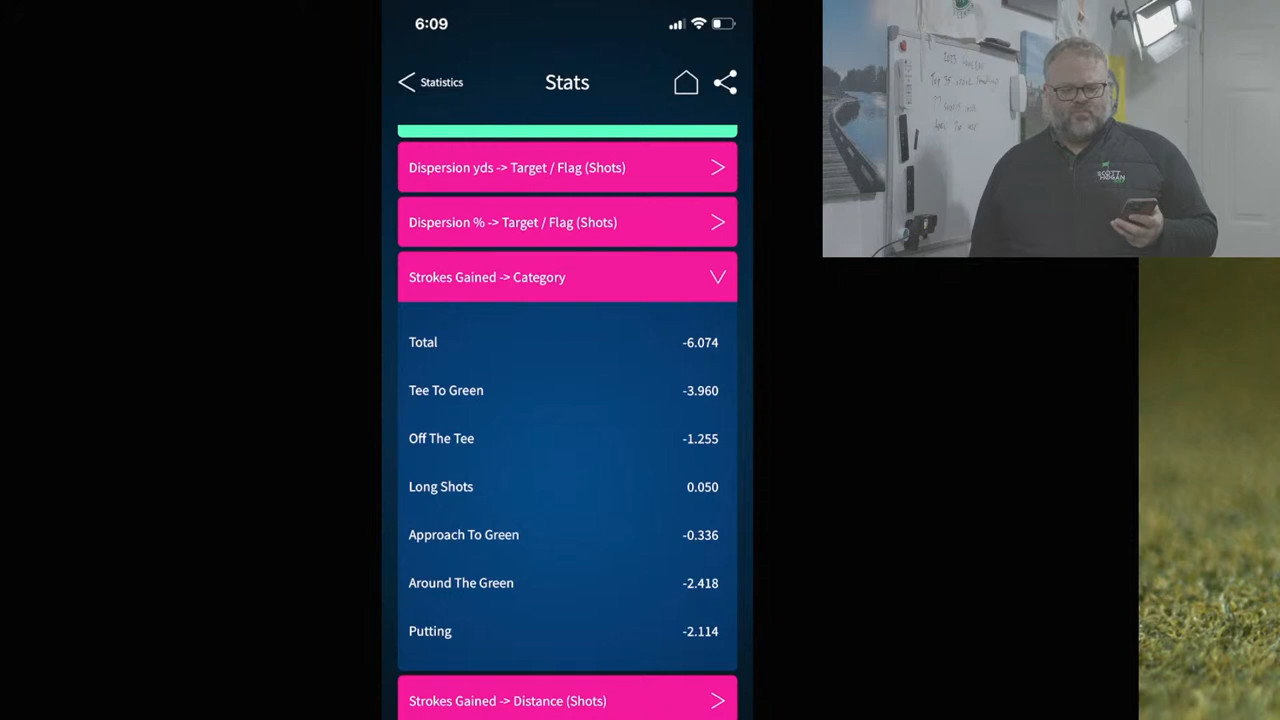 6:09
Statistics
Stats
Dispersion yds -> Target / Flag (Shots)
Dispersion % -> Target / Flag (Shots)
Strokes Gained -> Category
Total -6.074
Tee To Green -3.960
Off The Tee -1.255
Long Shots 0.050
Approach To Green -0.336
Around The Green -2.418
Putting -2.114
Strokes Gained -> Distance (Shots)
SCOTT
HOGAN